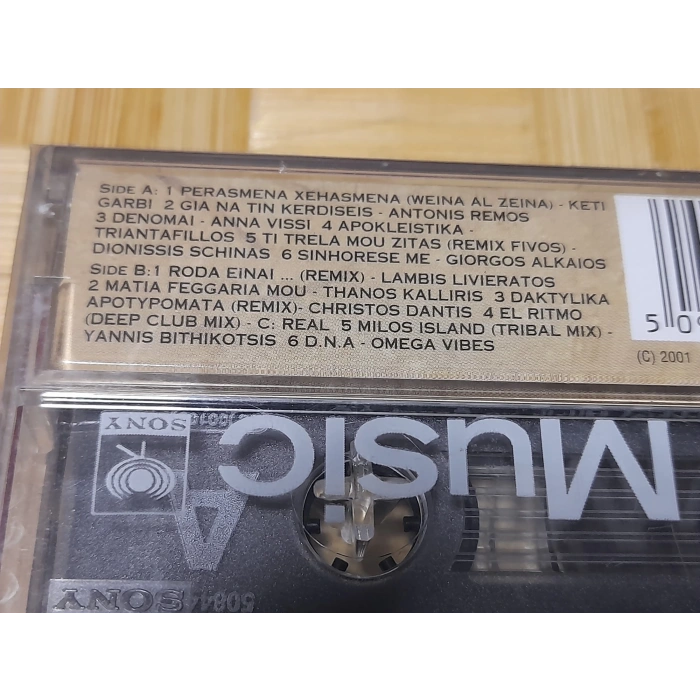 SIDE A: 1 PERASMENA XEHASMENA (WEINA AL ZEINA) - KETI
GARBI 2 GIA NA TIN KERDISEIS - ANTONIS REMOS
3 DENOMAI - ANNA VISSI 4 APOKLEISTIKA -
TRIANTAFILLOS 5 TI TRELA MOU ZITAS (REMIX FIVOS) -
DIONISSIS SCHINAS 6 SINHORESE ME - GIORGOS ALKAIOS
SIDE B:1 RODA EINAI ... (REMIX) - LAMBIS LIVIERATOS
2 MATIA FEGGARIA MOU - THANOS KALLIRIS 3 DAKTYLIKA
APOTYPOMATA (REMIX)- CHRISTOS DANTIS 4 EL RITMO
(DEEP CLUB MIX) - C: REAL 5 MILOS ISLAND (TRIBAL MIX) -
YANNIS BITHIKOTSIS 6 D.N.A - OMEGA VIBES
5 09
(C) 2001
SONY
MUSIC
A
SONY